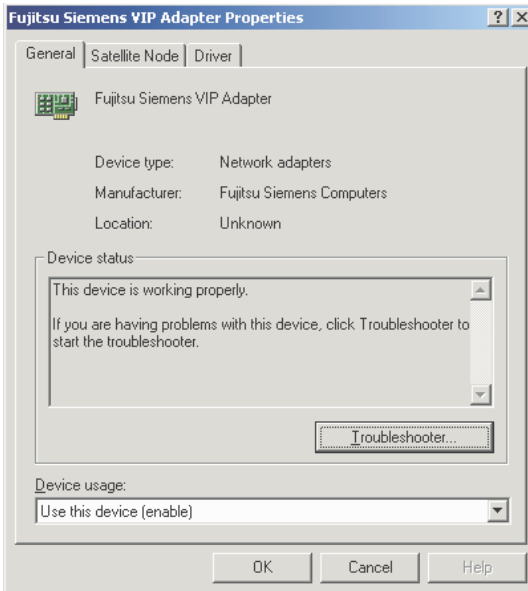 Fujitsu Siemens VIP Adapter Properties
General
Satellite Node
Driver
Fujitsu Siemens VIP Adapter
Device type: Network adapters
Manufacturer: Fujitsu Siemens Computers
Location: Unknown
Device status
This device is working properly.
If you are having problems with this device, click Troubleshooter to
start the troubleshooter.
Troubleshooter...
Device usage:
Use this device (enable)
OK
Cancel
Help